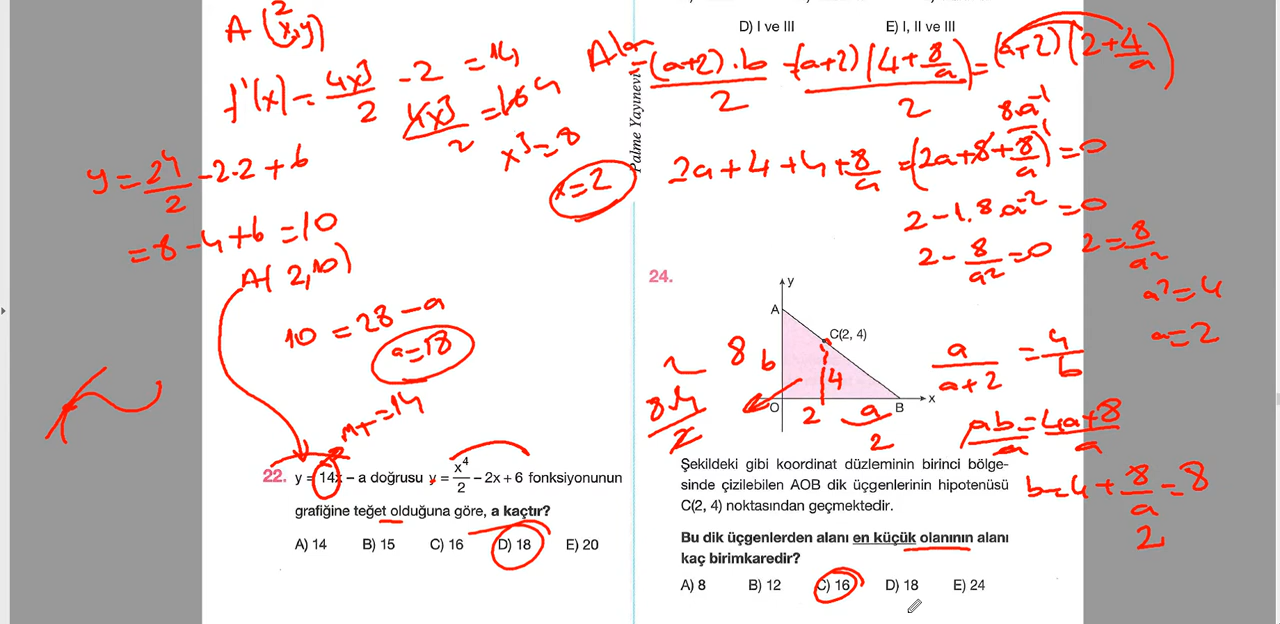 A (x,y)
2
f'(x) = 4x³/2 - 2 = 14
4x³/2 = 16 4
x³ = 8
x = 2
y = 2⁴/2 - 2·2 + 6
= 8 - 4 + 6 = 10
A( 2,10)
10 = 28 - a
a = 18
mT = 14
22. y = 14x – a doğrusu y = x⁴/2 – 2x + 6 fonksiyonunun
grafiğine teğet olduğuna göre, a kaçtır?
A) 14 B) 15 C) 16 D) 18 E) 20
Palme Yayınevi
D) I ve III E) I, II ve III
Alan = (a+2)·b/2 = (a+2)(4+8/a)/2 = (a+2)(2+4/a)
8a⁻¹
2a + 4 + 4 + 8/a = (2a+8+8/a)' = 0
2 - 1·8a⁻² = 0
2 - 8/a² = 0 2 = 8/a²
a² = 4
a = 2
24.
y
A
C(2, 4)
8 b
4
O 2 a B x
2
8·4/2
a/a+2 = 4/b
ab/a = 4a+8/a
b = 4 + 8/a = 8
2
Şekildeki gibi koordinat düzleminin birinci bölge-
sinde çizilebilen AOB dik üçgenlerinin hipotenüsü
C(2, 4) noktasından geçmektedir.
Bu dik üçgenlerden alanı en küçük olanının alanı
kaç birimkaredir?
A) 8 B) 12 C) 16 D) 18 E) 24